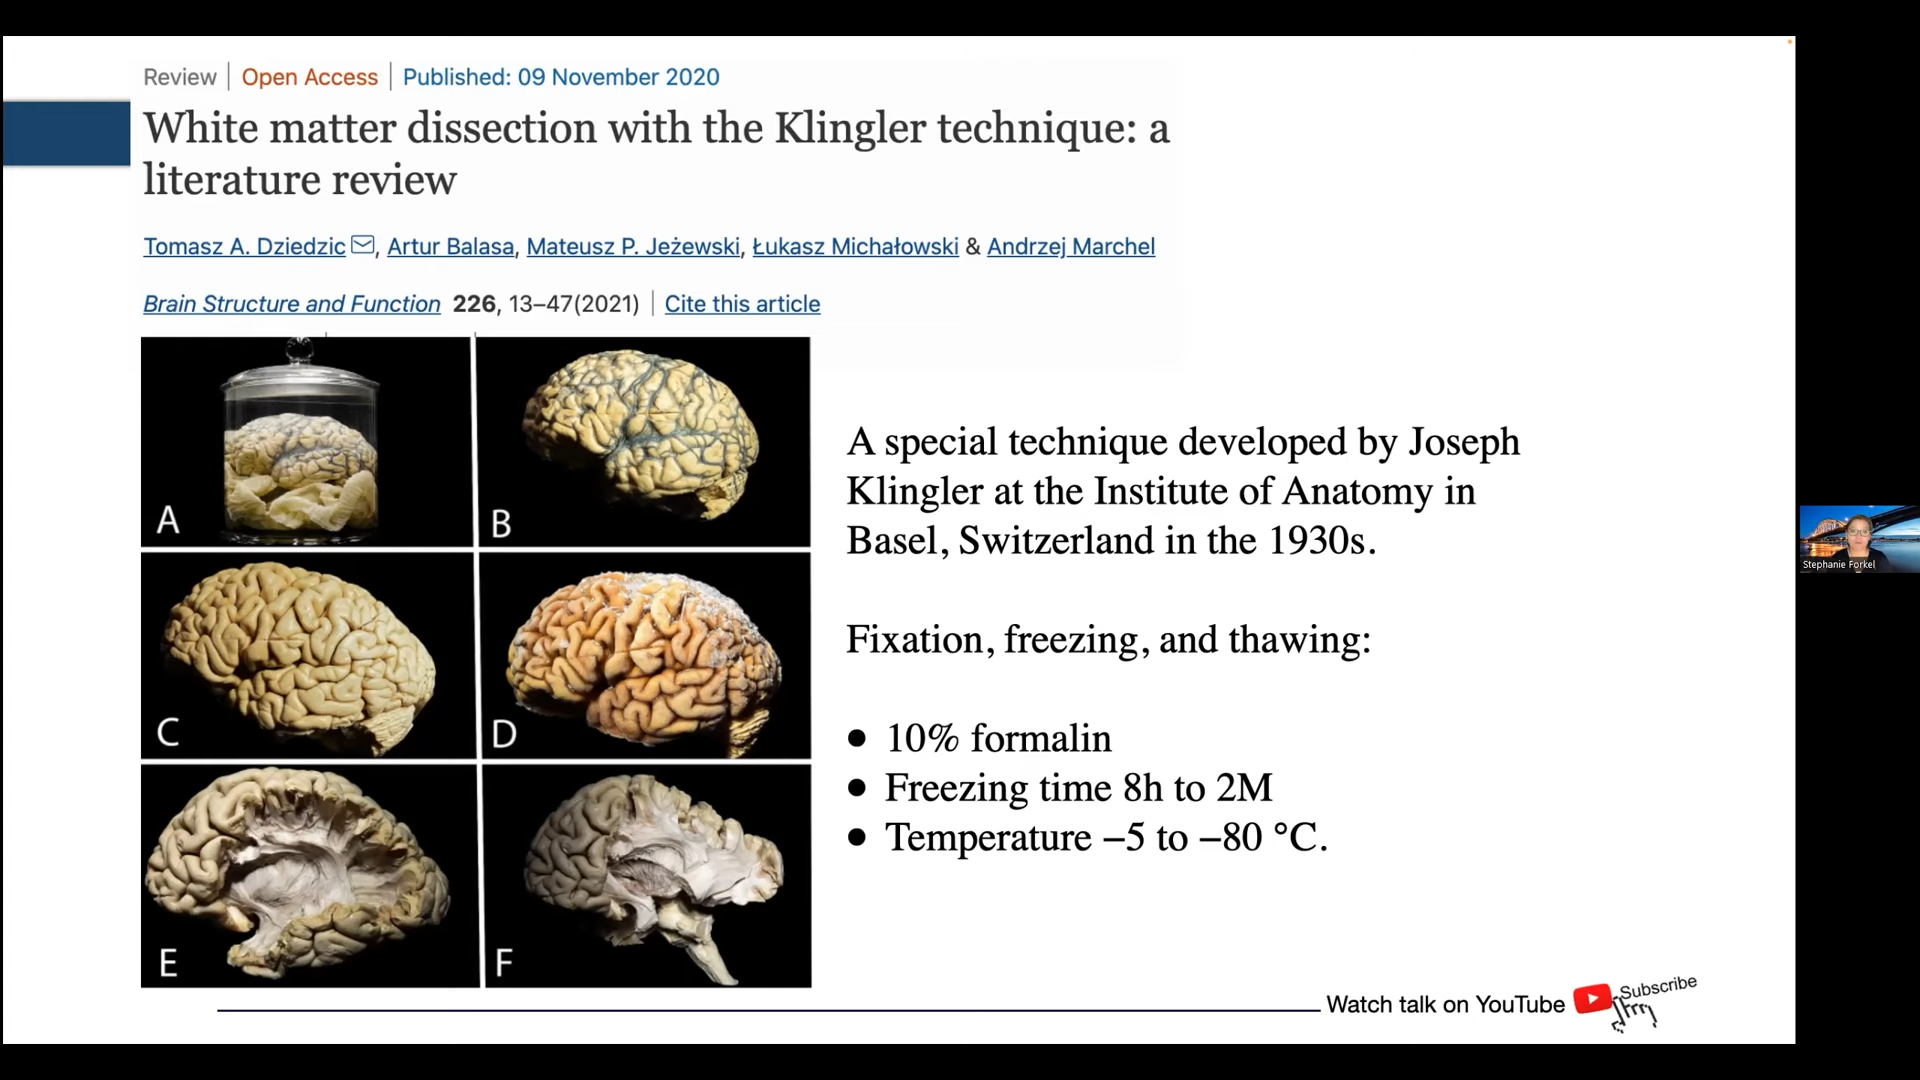 Review | Open Access | Published: 09 November 2020
White matter dissection with the Klingler technique: a
literature review
Tomasz A. Dziedzic, Artur Balasa, Mateusz P. Jeżewski, Łukasz Michałowski & Andrzej Marchel
Brain Structure and Function 226, 13–47(2021) | Cite this article
A
B
C
D
E
F
A special technique developed by Joseph
Klingler at the Institute of Anatomy in
Basel, Switzerland in the 1930s.
Fixation, freezing, and thawing:
• 10% formalin
• Freezing time 8h to 2M
• Temperature –5 to –80 °C.
Watch talk on YouTube
Subscribe
Stephanie Forkel